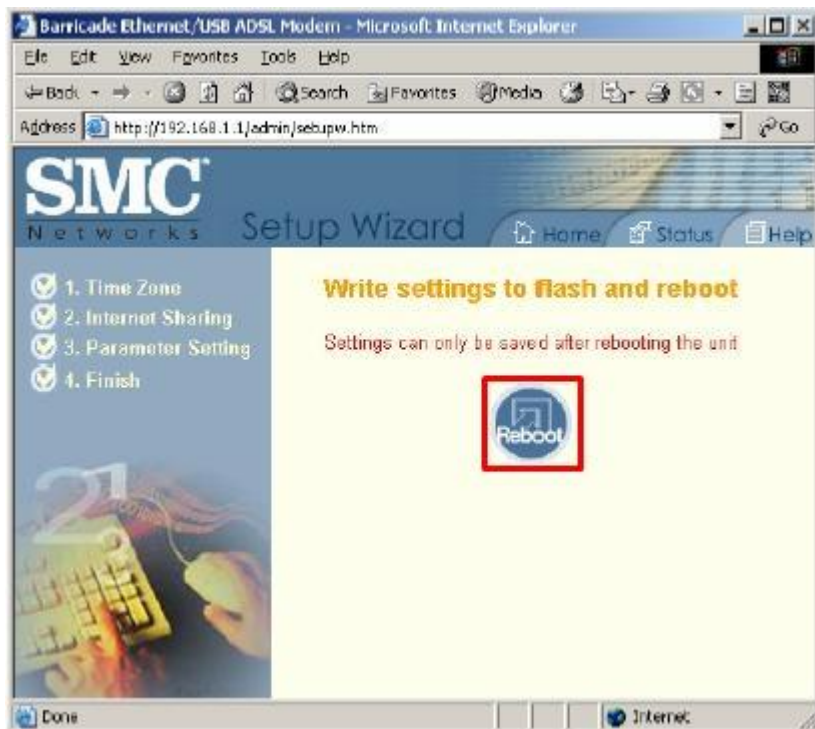 Barricade Ethernet/USB ADSL Modem - Microsoft Internet Explorer
File Edit View Favorites Tools Help
Back Search Favorites Media
Address http://192.168.1.1/admin/setupw.htm Go
SMC
Networks
Setup Wizard
Home Status Help
1. Time Zone
2. Internet Sharing
3. Parameter Setting
4. Finish
Write settings to flash and reboot
Settings can only be saved after rebooting the unit
Reboot
Done Internet